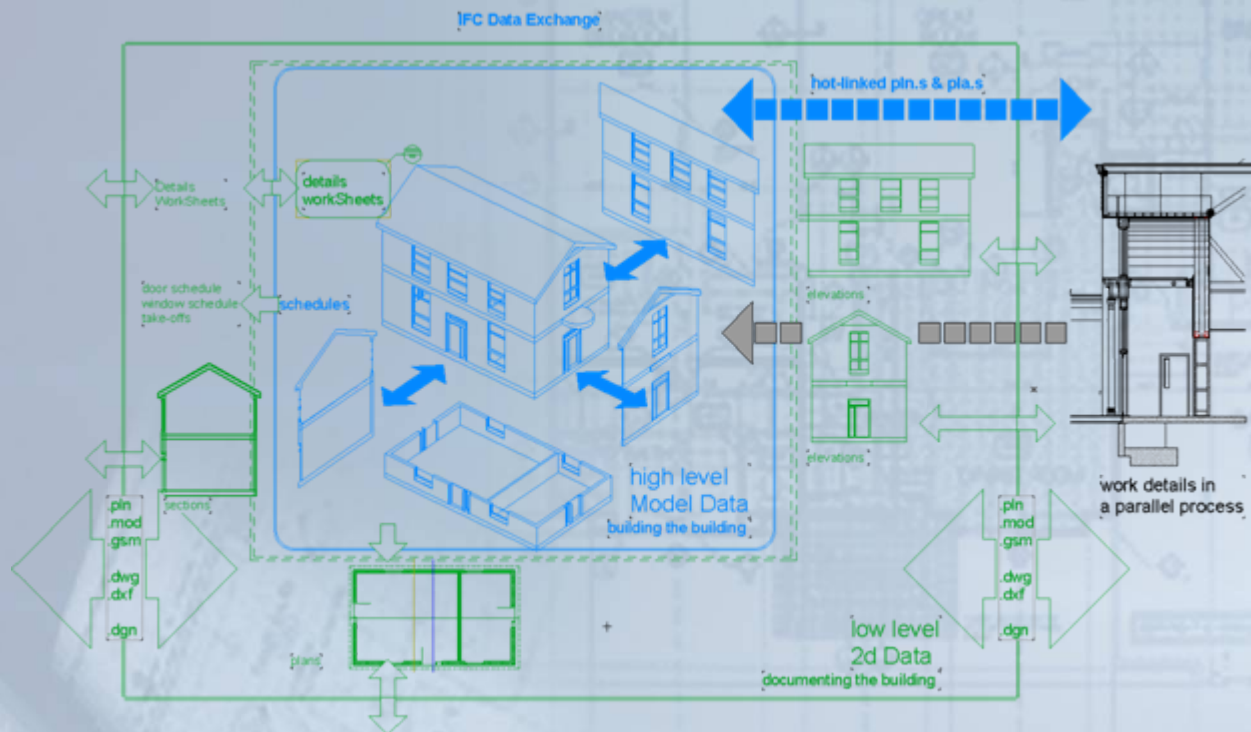 IFC Data Exchange
hot-linked pln.s & pla.s
Details
WorkSheets
details
workSheets
door schedule
window schedule
take-offs
schedules
elevations
elevations
sections
high level
Model Data
building the building
work details in
a parallel process
.pln
.mod
.gsm
.dwg
.dxf
.dgn
.pln
.mod
.gsm
.dwg
.dxf
.dgn
plans
low level
2d Data
documenting the building